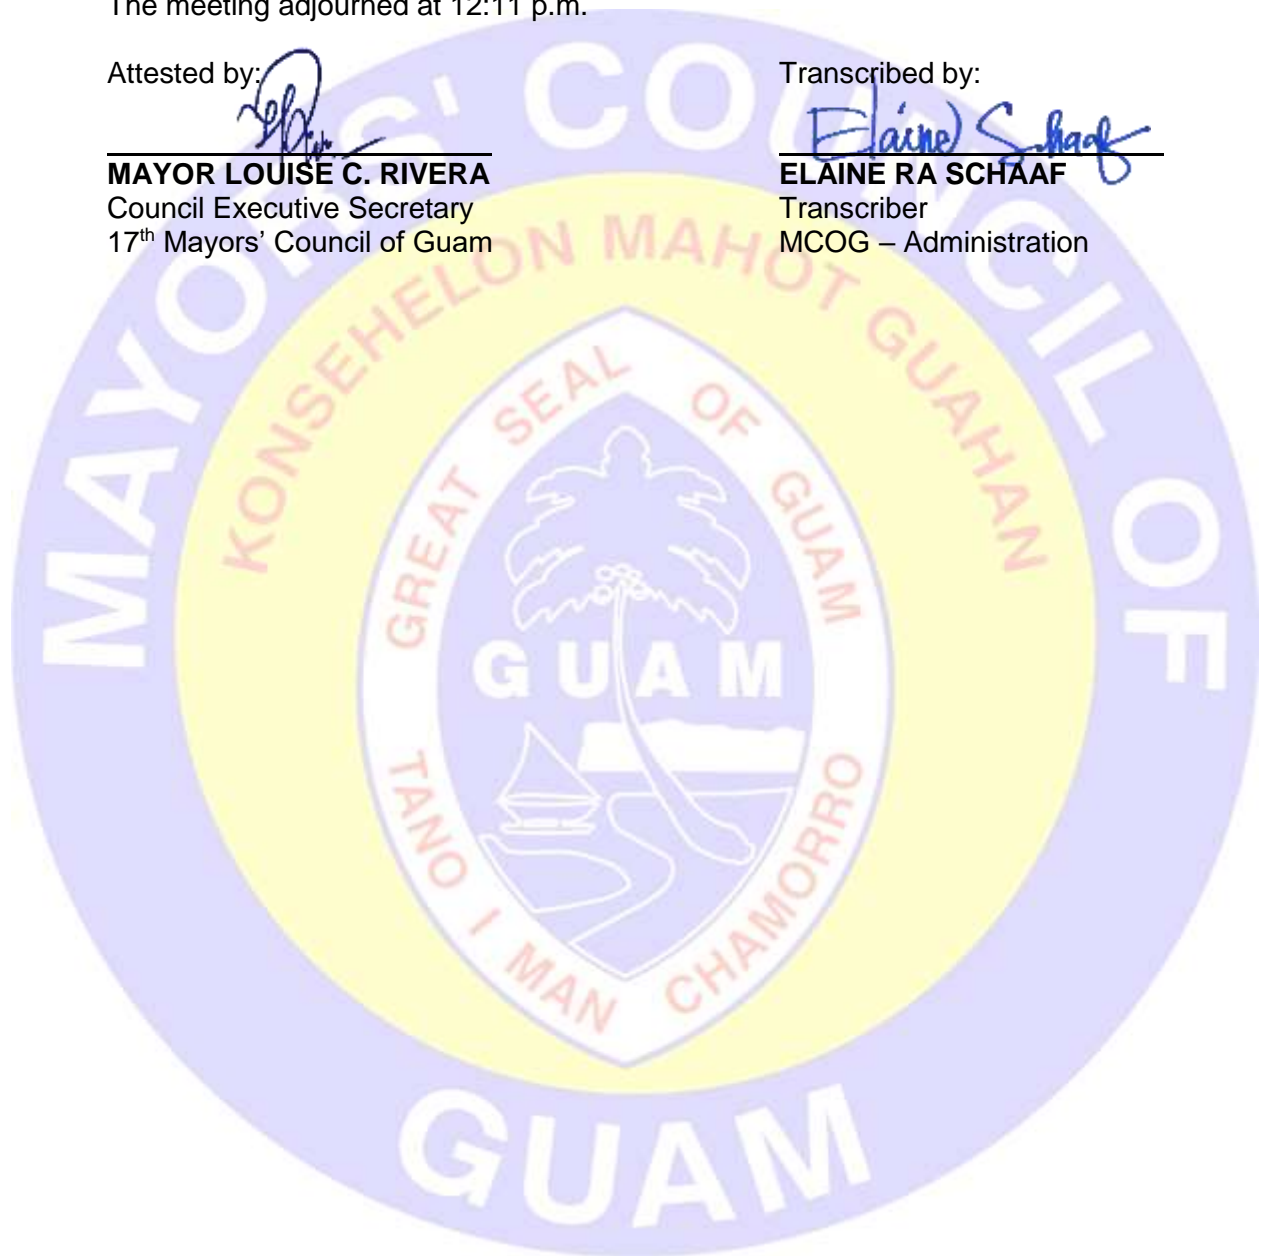 The meeting adjourned at 12:11 p.m.
Attested by:
Transcribed by:
Elaine Schaaf
MAYOR LOUISE C. RIVERA
ELAINE RA SCHAAF
Council Executive Secretary
Transcriber
17th Mayors’ Council of Guam
MCOG – Administration
MAYORS' COUNCIL OF
GUAM
KONSEHELON MAHOT GUAHAN
GREAT SEAL OF GUAM
TANO I MAN CHAMORRO
GUAM